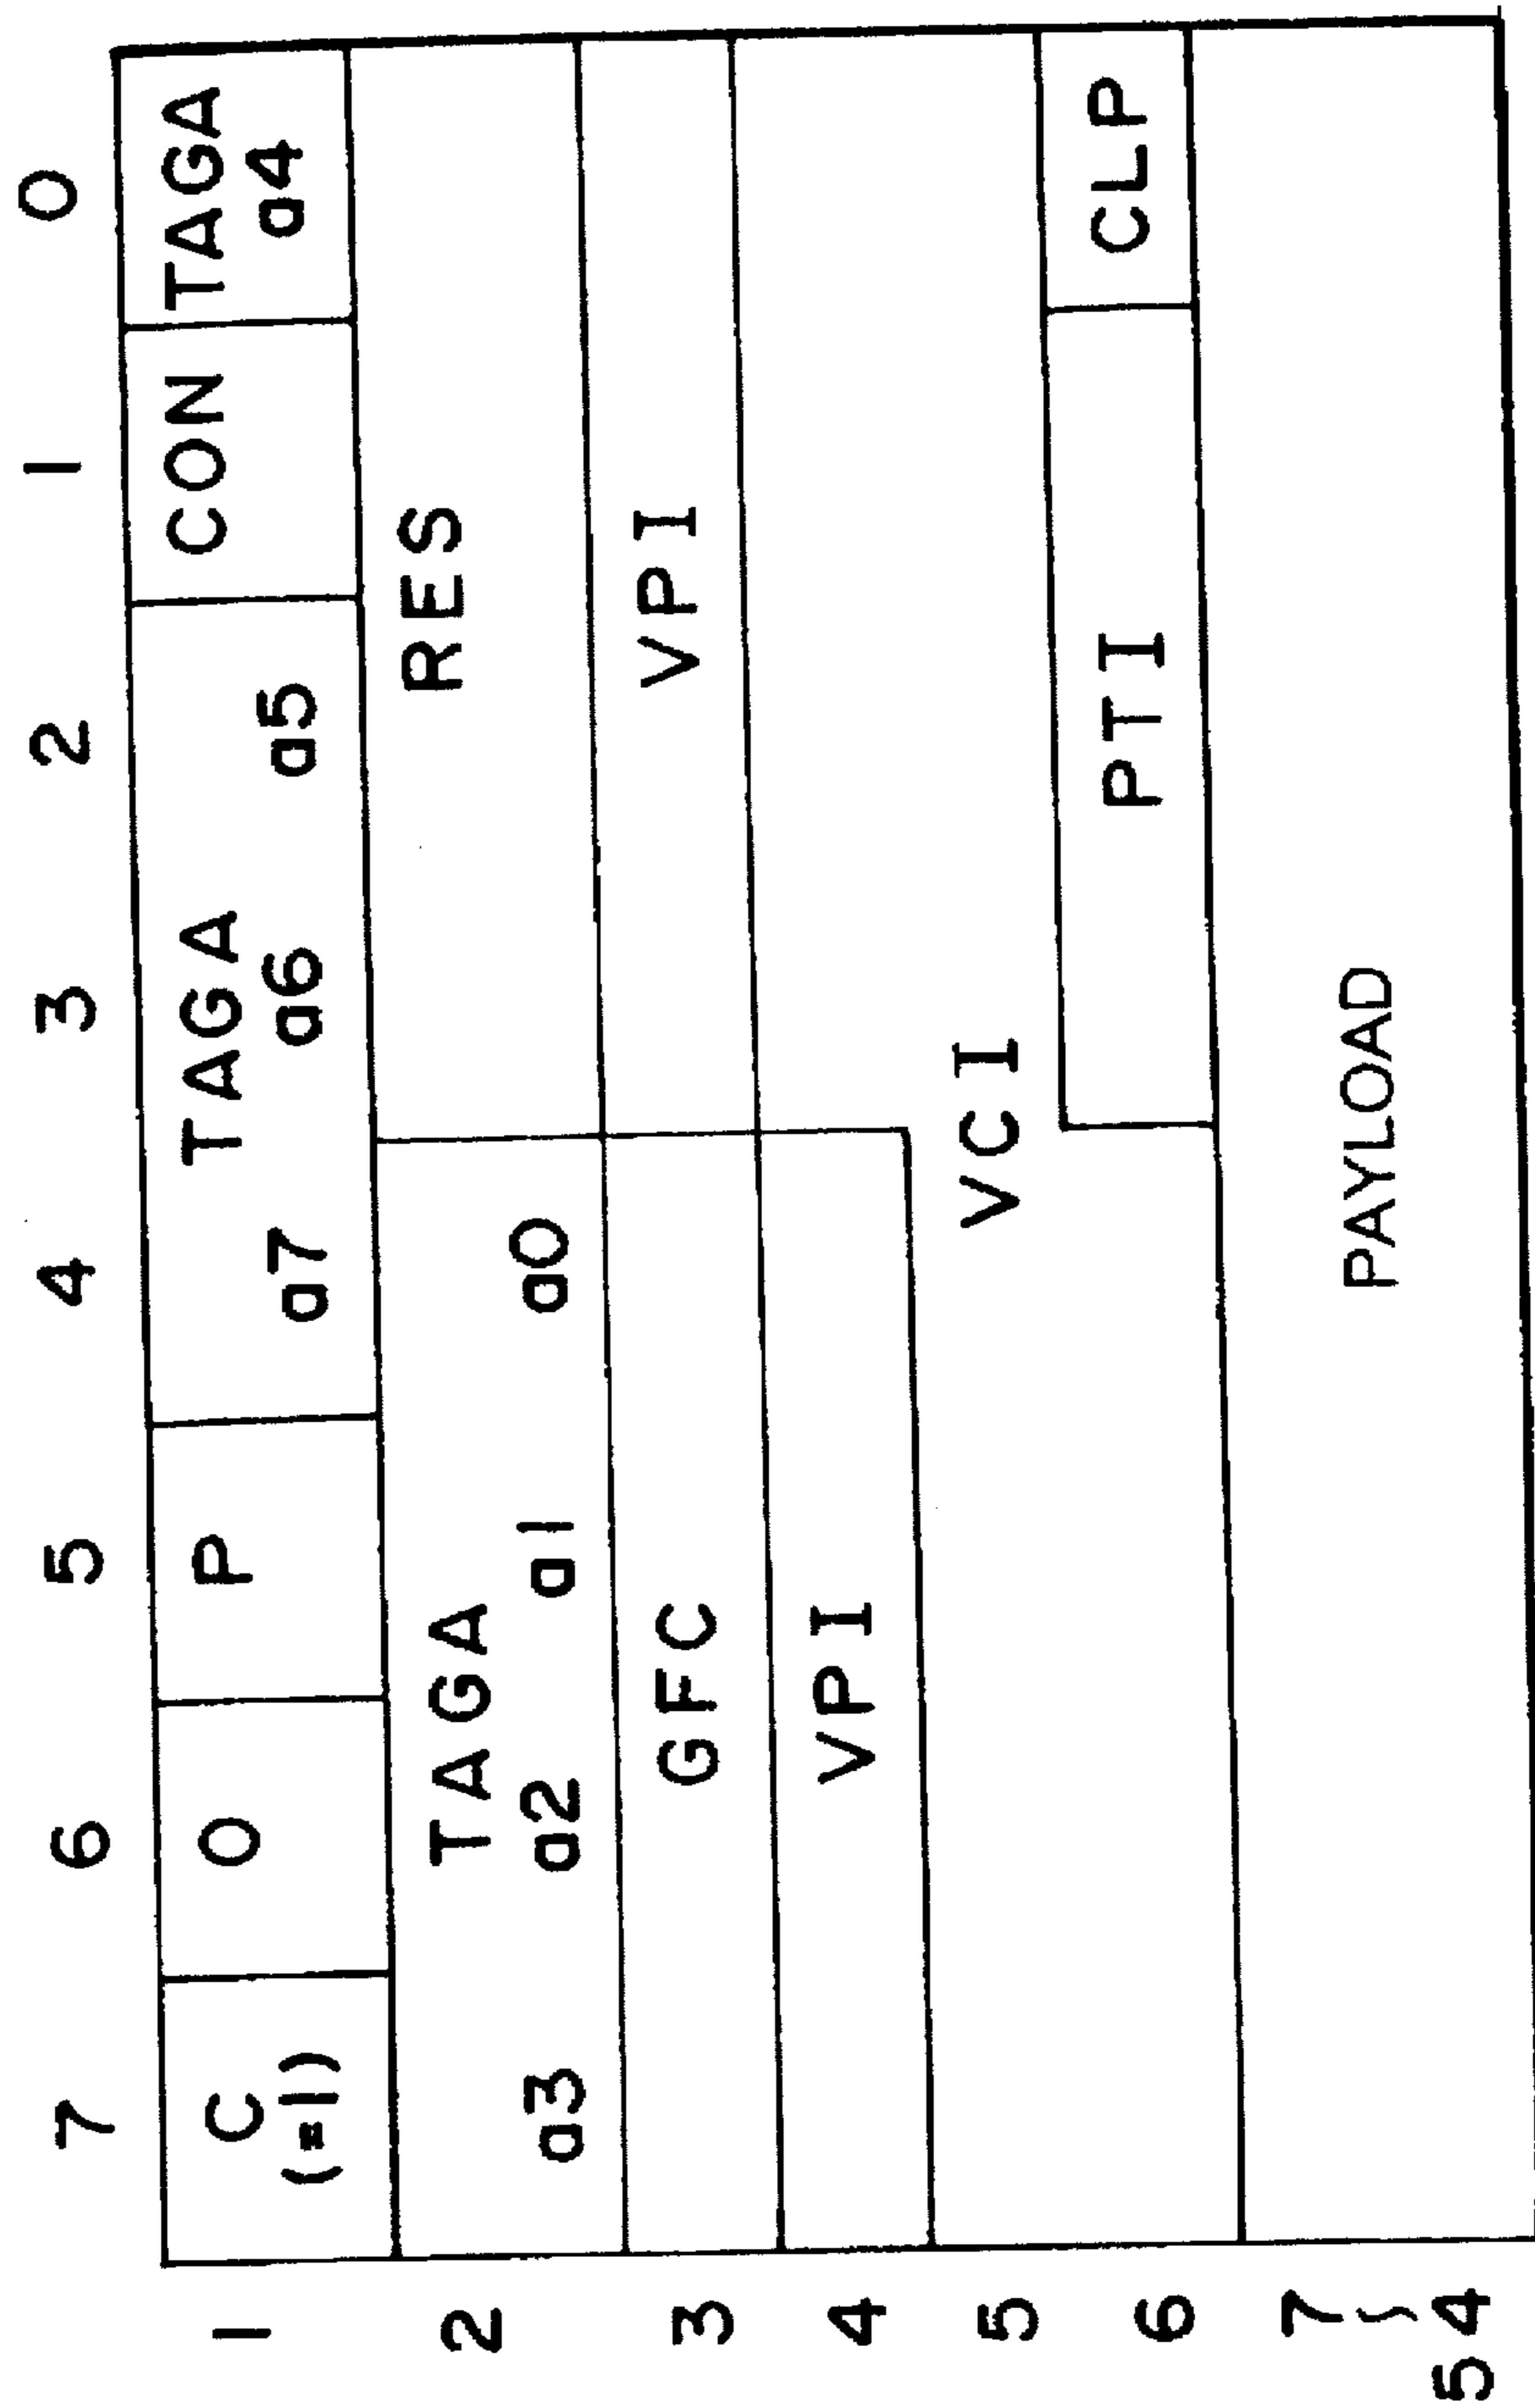 7 6 5 4 3 2 1 0
1 C O P TAGA CON TAGA
(=1) a7 a6 a5 a4
2 TAGA RES
a3 a2 a1 a0
3 GFC VPI
4 VPI
5 VCI
6 PTI CLP
7 PAYLOAD
~
54